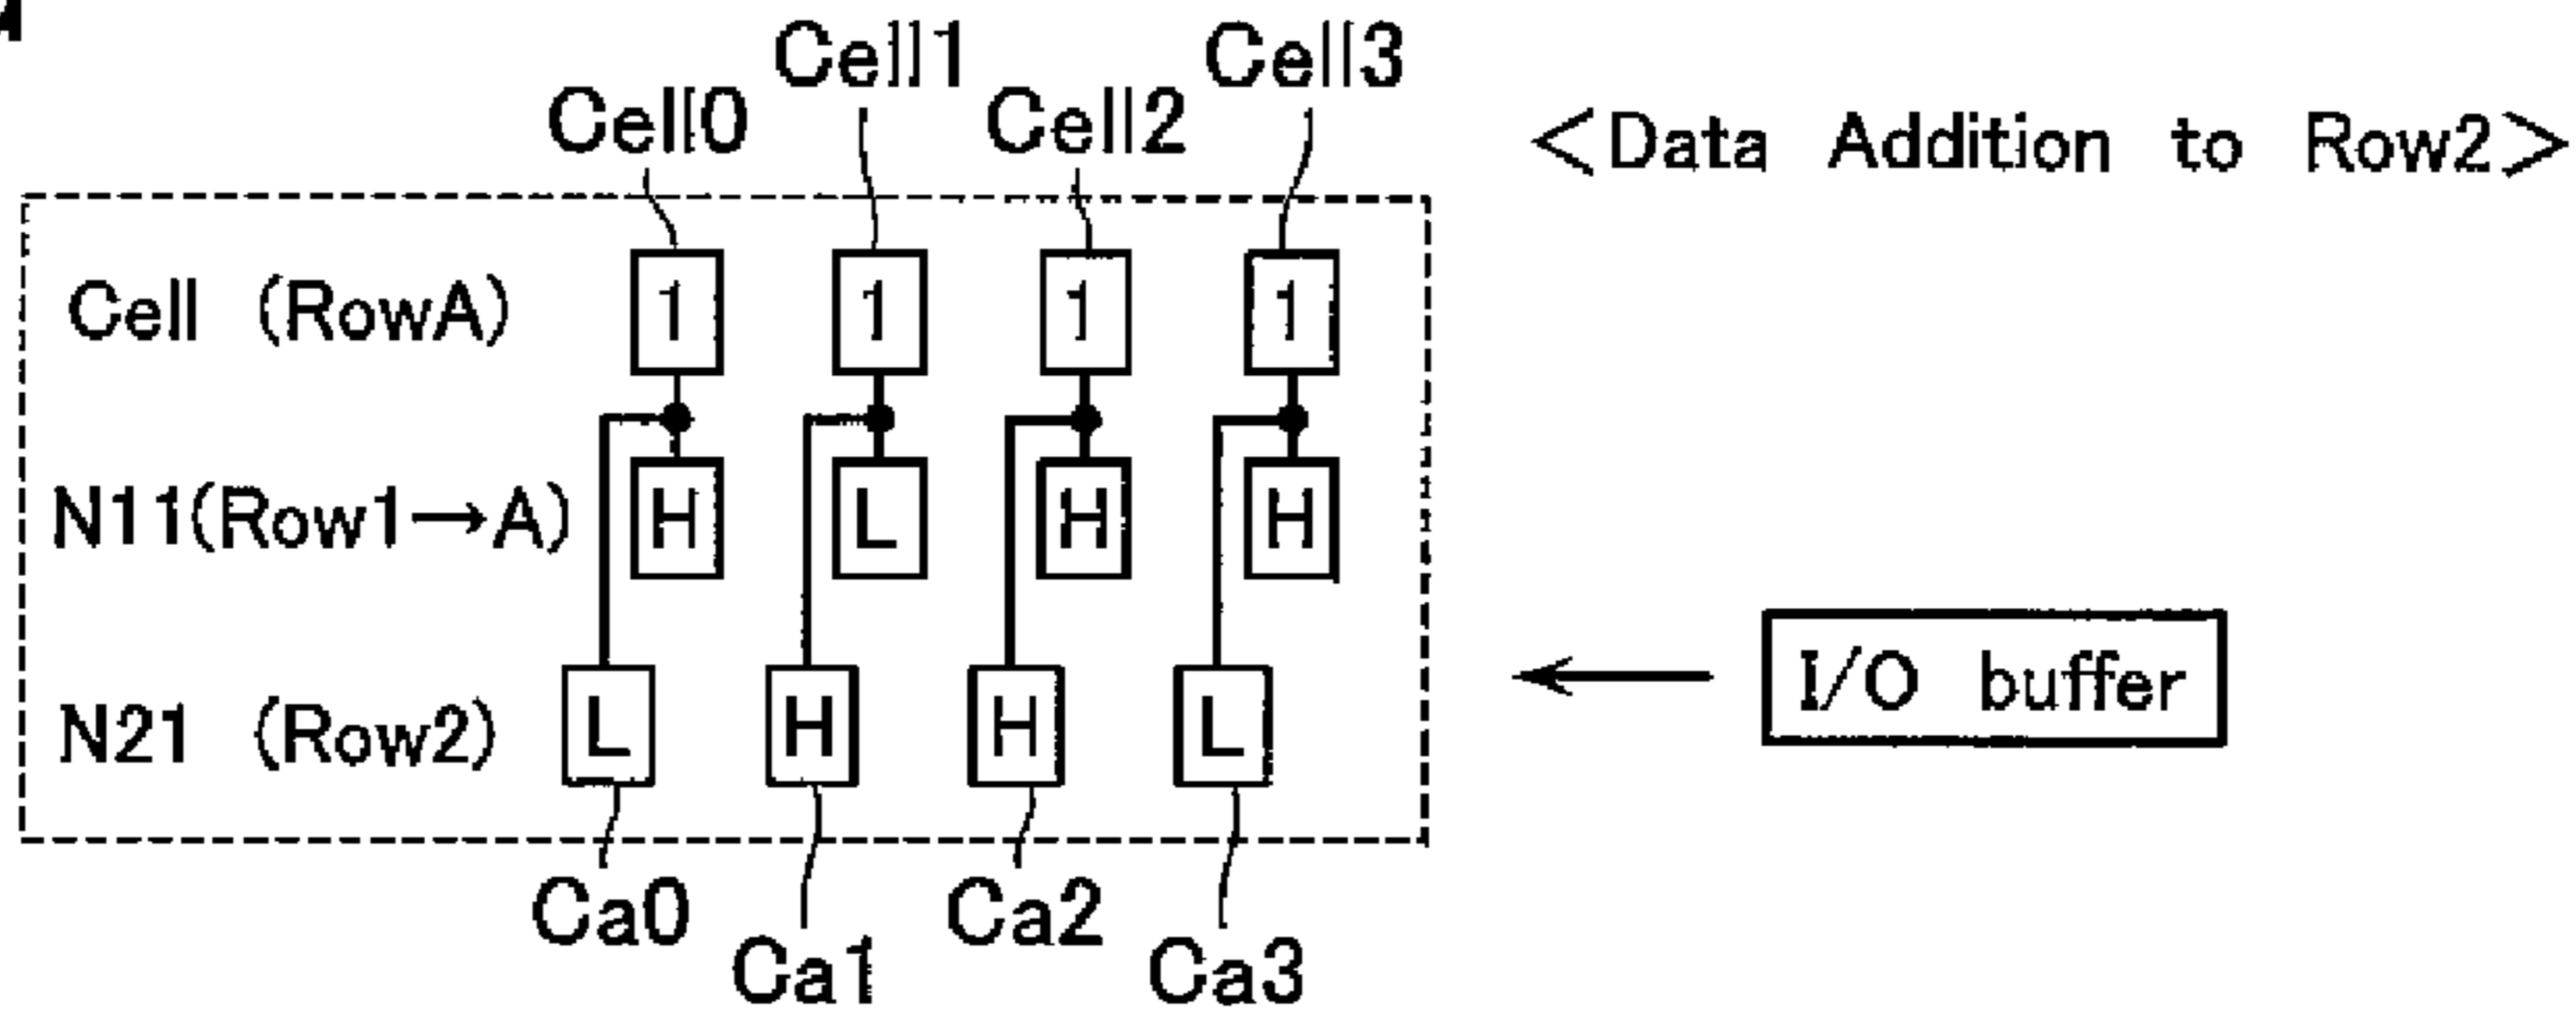 Cell0 Cell1 Cell2 Cell3
<Data Addition to Row2>
Cell (RowA) 1 1 1 1
N11(Row1→A) H L H H
N21 (Row2) L H H L
I/O buffer
Ca0 Ca1 Ca2 Ca3